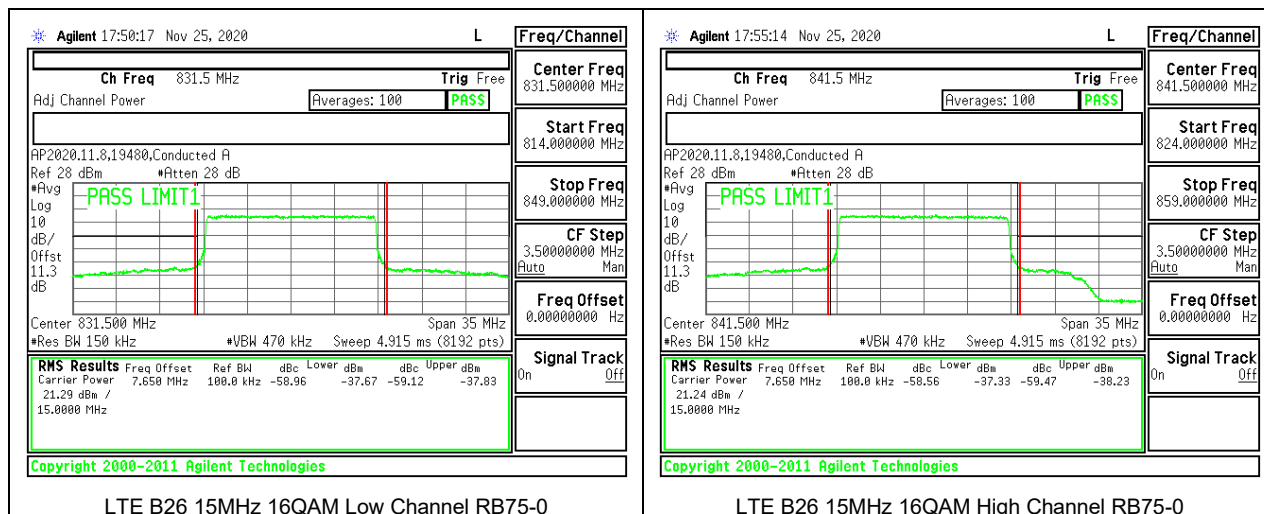 Agilent 17:50:17 Nov 25, 2020 L
Freq/Channel
Ch Freq 831.5 MHz Trig Free
Adj Channel Power Averages: 100 PASS
AP2020.11.8,19480,Conducted A
Ref 28 dBm #Atten 28 dB
#Avg
Log
10
dB/
Offst
11.3
dB
PASS LIMIT1
Center 831.500 MHz Span 35 MHz
#Res BW 150 kHz #VBW 470 kHz Sweep 4.915 ms (8192 pts)
RMS Results Freq Offset Ref BW dBc Lower dBm dBc Upper dBm
Carrier Power 7.650 MHz 100.0 kHz -58.96 -37.67 -59.12 -37.83
21.29 dBm /
15.0000 MHz
Center Freq
831.500000 MHz
Start Freq
814.000000 MHz
Stop Freq
849.000000 MHz
CF Step
3.50000000 MHz
Auto Man
Freq Offset
0.00000000 Hz
Signal Track
On Off
Copyright 2000-2011 Agilent Technologies
LTE B26 15MHz 16QAM Low Channel RB75-0
Agilent 17:55:14 Nov 25, 2020 L
Freq/Channel
Ch Freq 841.5 MHz Trig Free
Adj Channel Power Averages: 100 PASS
AP2020.11.8,19480,Conducted A
Ref 28 dBm #Atten 28 dB
#Avg
Log
10
dB/
Offst
11.3
dB
PASS LIMIT1
Center 841.500 MHz Span 35 MHz
#Res BW 150 kHz #VBW 470 kHz Sweep 4.915 ms (8192 pts)
RMS Results Freq Offset Ref BW dBc Lower dBm dBc Upper dBm
Carrier Power 7.650 MHz 100.0 kHz -58.56 -37.33 -59.47 -38.23
21.24 dBm /
15.0000 MHz
Center Freq
841.500000 MHz
Start Freq
824.000000 MHz
Stop Freq
859.000000 MHz
CF Step
3.50000000 MHz
Auto Man
Freq Offset
0.00000000 Hz
Signal Track
On Off
Copyright 2000-2011 Agilent Technologies
LTE B26 15MHz 16QAM High Channel RB75-0